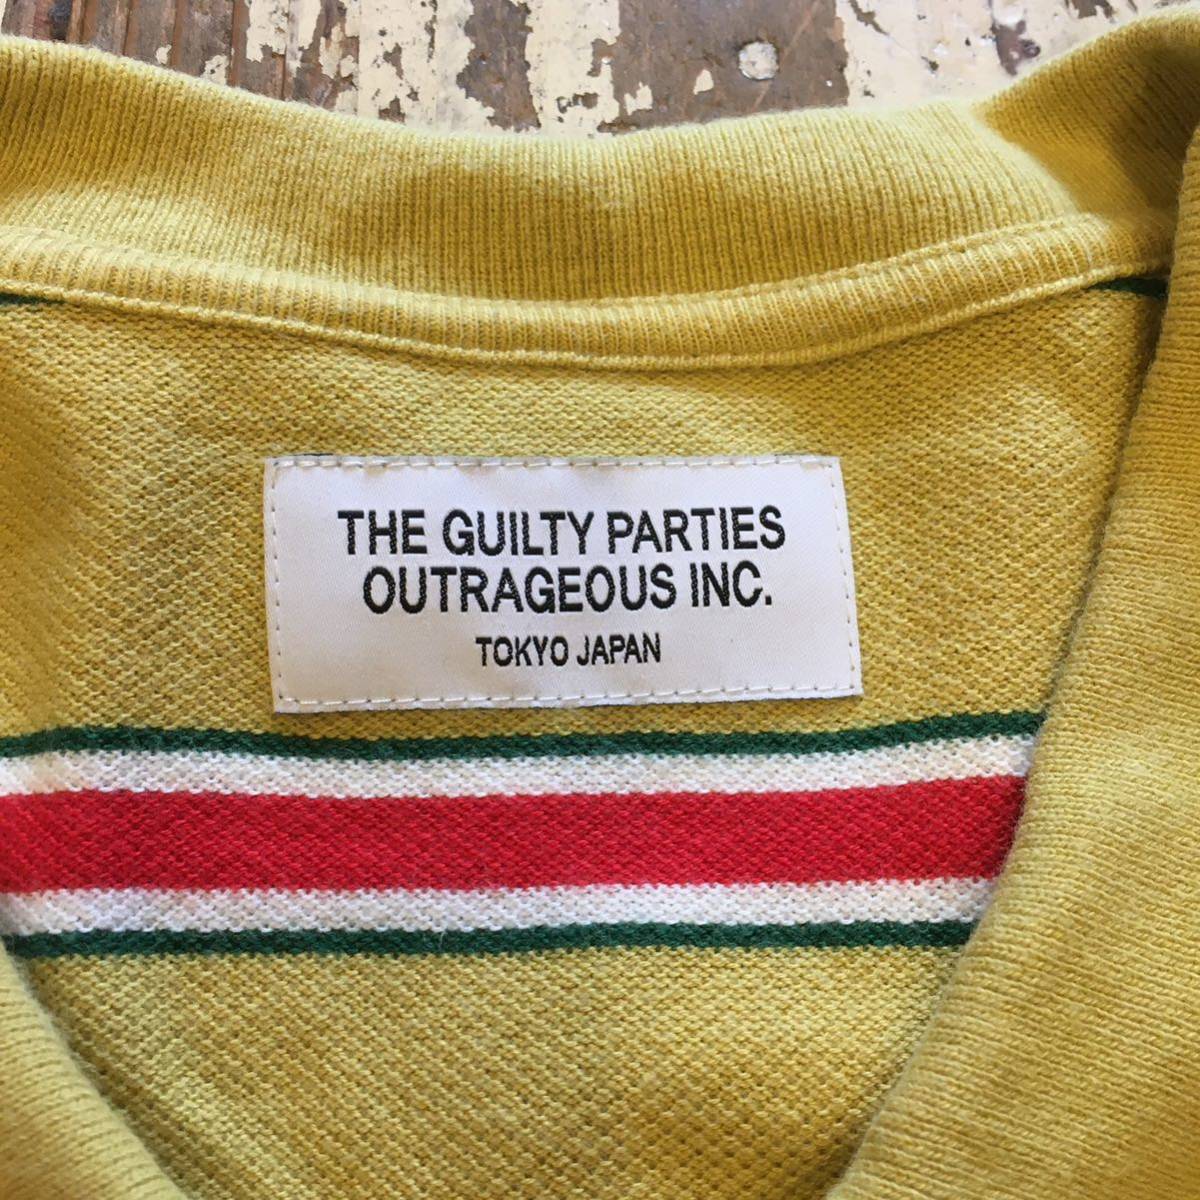 THE GUILTY PARTIES
OUTRAGEOUS INC.
TOKYO JAPAN